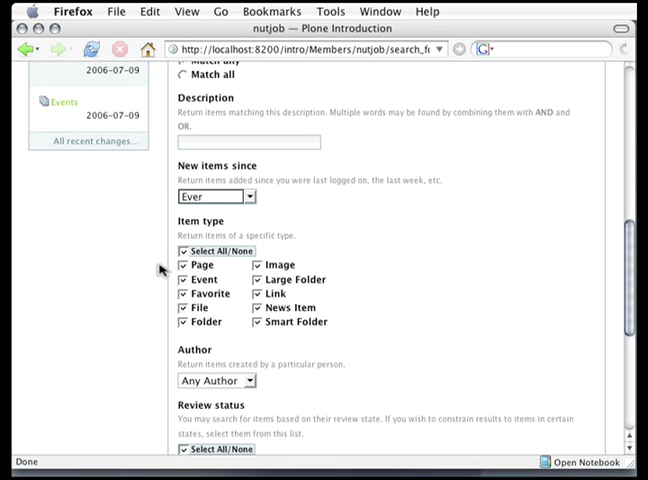 Firefox File Edit View Go Bookmarks Tools Window Help
nutjob — Plone Introduction
http://localhost:8200/intro/Members/nutjob/search_fo
2006-07-09
Match any
Match all
Events
2006-07-09
All recent changes...
Description
Return items matching this description. Multiple words may be found by combining them with AND and
OR.
New items since
Return items added since you were last logged on, the last week, etc.
Ever
Item type
Return items of a specific type.
Select All/None
Page Image
Event Large Folder
Favorite Link
File News Item
Folder Smart Folder
Author
Return items created by a particular person.
Any Author
Review status
You may search for items based on their review state. If you wish to constrain results to items in certain
states, select them from this list.
Select All/None
Done
Open Notebook